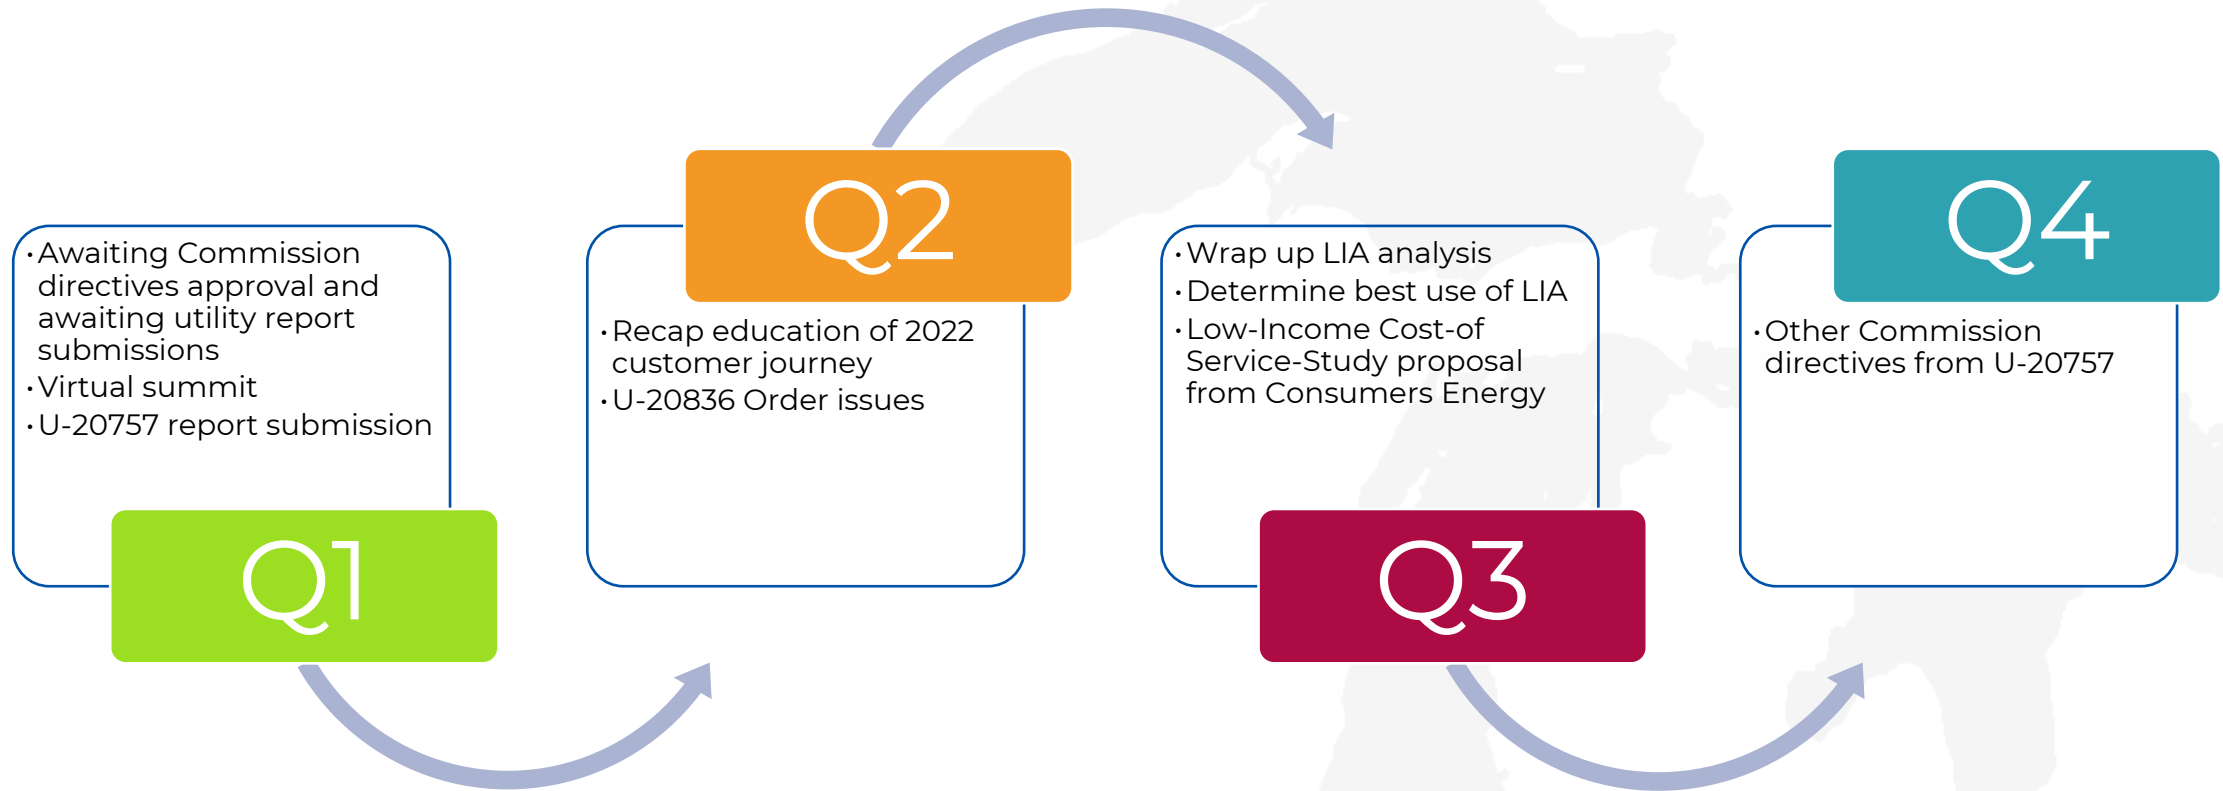 •Awaiting Commission
directives approval and
awaiting utility report
submissions
•Virtual summit
•U-20757 report submission
Q1
Q2
•Recap education of 2022
customer journey
•U-20836 Order issues
•Wrap up LIA analysis
•Determine best use of LIA
•Low-Income Cost-of
Service-Study proposal
from Consumers Energy
Q3
Q4
•Other Commission
directives from U-20757